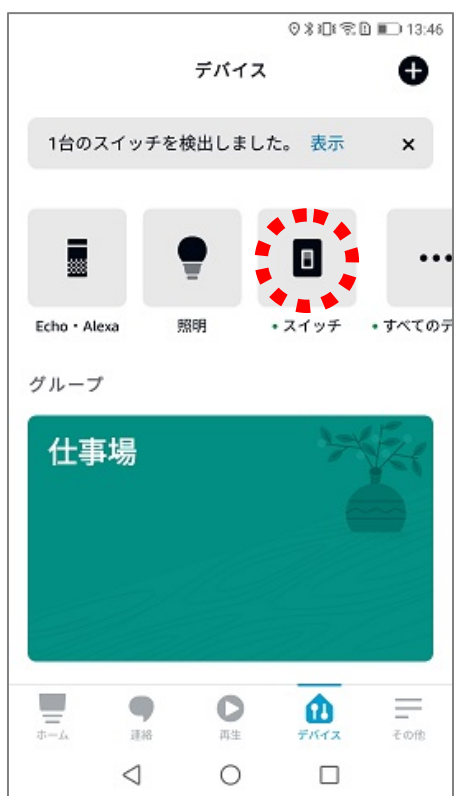 13:46
デバイス
1台のスイッチを検出しました。 表示 ×
Echo・Alexa 照明 スイッチ すべてのデ
グループ
仕事場
ホーム 連絡 再生 デバイス その他